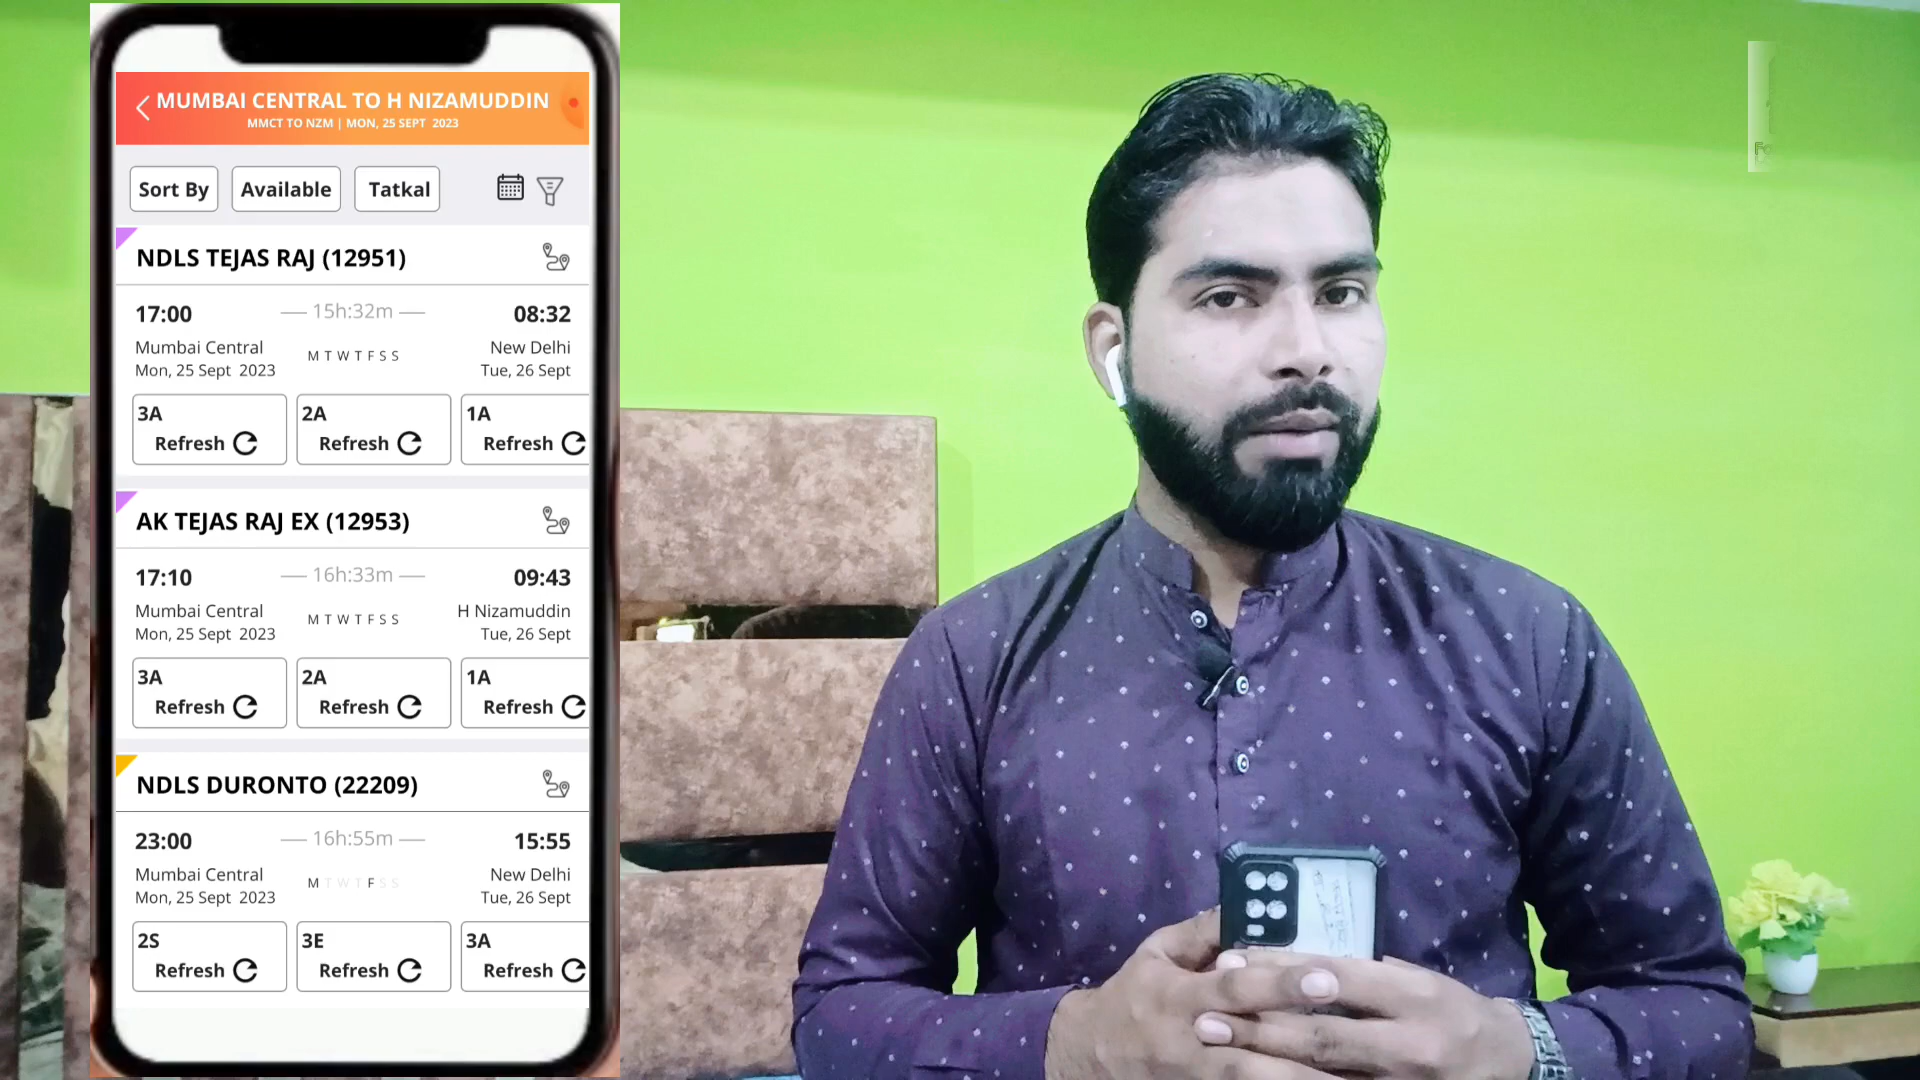 MUMBAI CENTRAL TO H NIZAMUDDIN
MMCT TO NZM | MON, 25 SEPT 2023
Sort By Available Tatkal
NDLS TEJAS RAJ (12951)
17:00 15h:32m 08:32
Mumbai Central MTWTFSS New Delhi
Mon, 25 Sept 2023 Tue, 26 Sept
3A 2A 1A
Refresh Refresh Refresh
AK TEJAS RAJ EX (12953)
17:10 16h:33m 09:43
Mumbai Central MTWTFSS H Nizamuddin
Mon, 25 Sept 2023 Tue, 26 Sept
3A 2A 1A
Refresh Refresh Refresh
NDLS DURONTO (22209)
23:00 16h:55m 15:55
Mumbai Central MTWTFSS New Delhi
Mon, 25 Sept 2023 Tue, 26 Sept
2S 3E 3A
Refresh Refresh Refresh